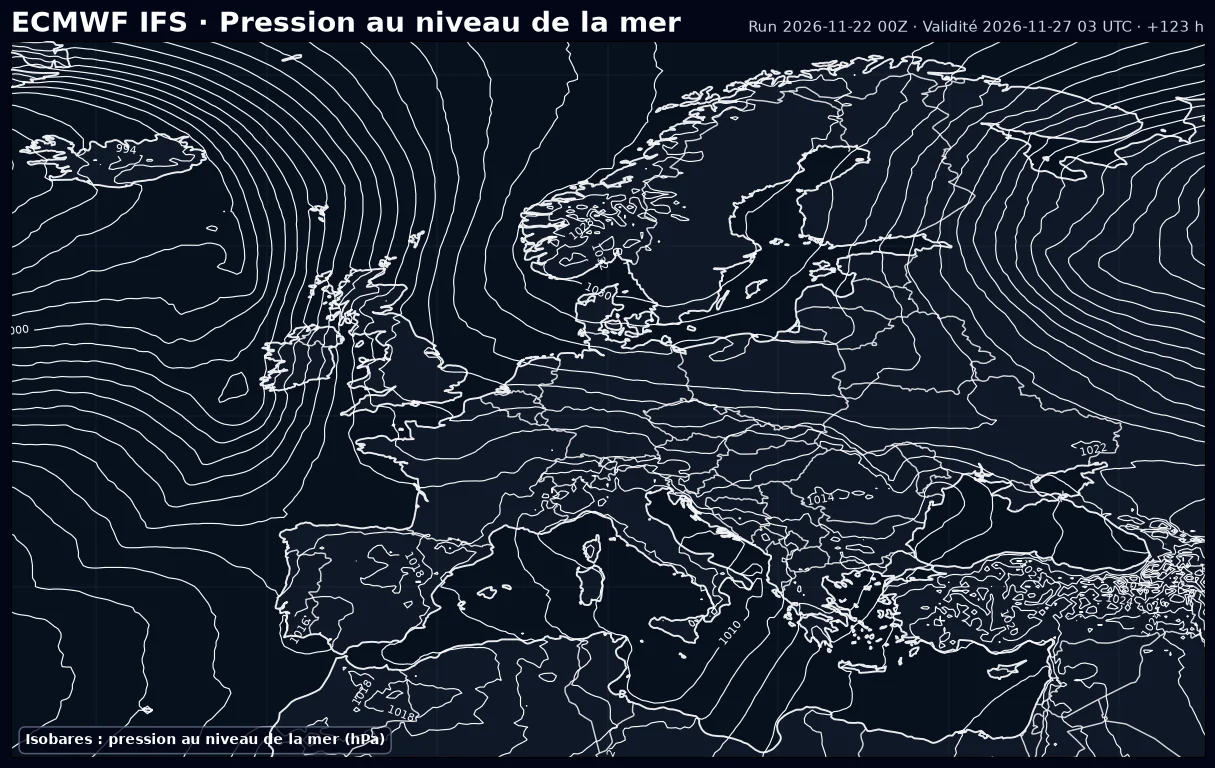 ECMWF IFS · Pression au niveau de la mer
Run 2026-11-22 00Z · Validité 2026-11-27 03 UTC · +123 h
994
1022
1014
1018
1016
1010
1018
1018
Isobares : pression au niveau de la mer (hPa)